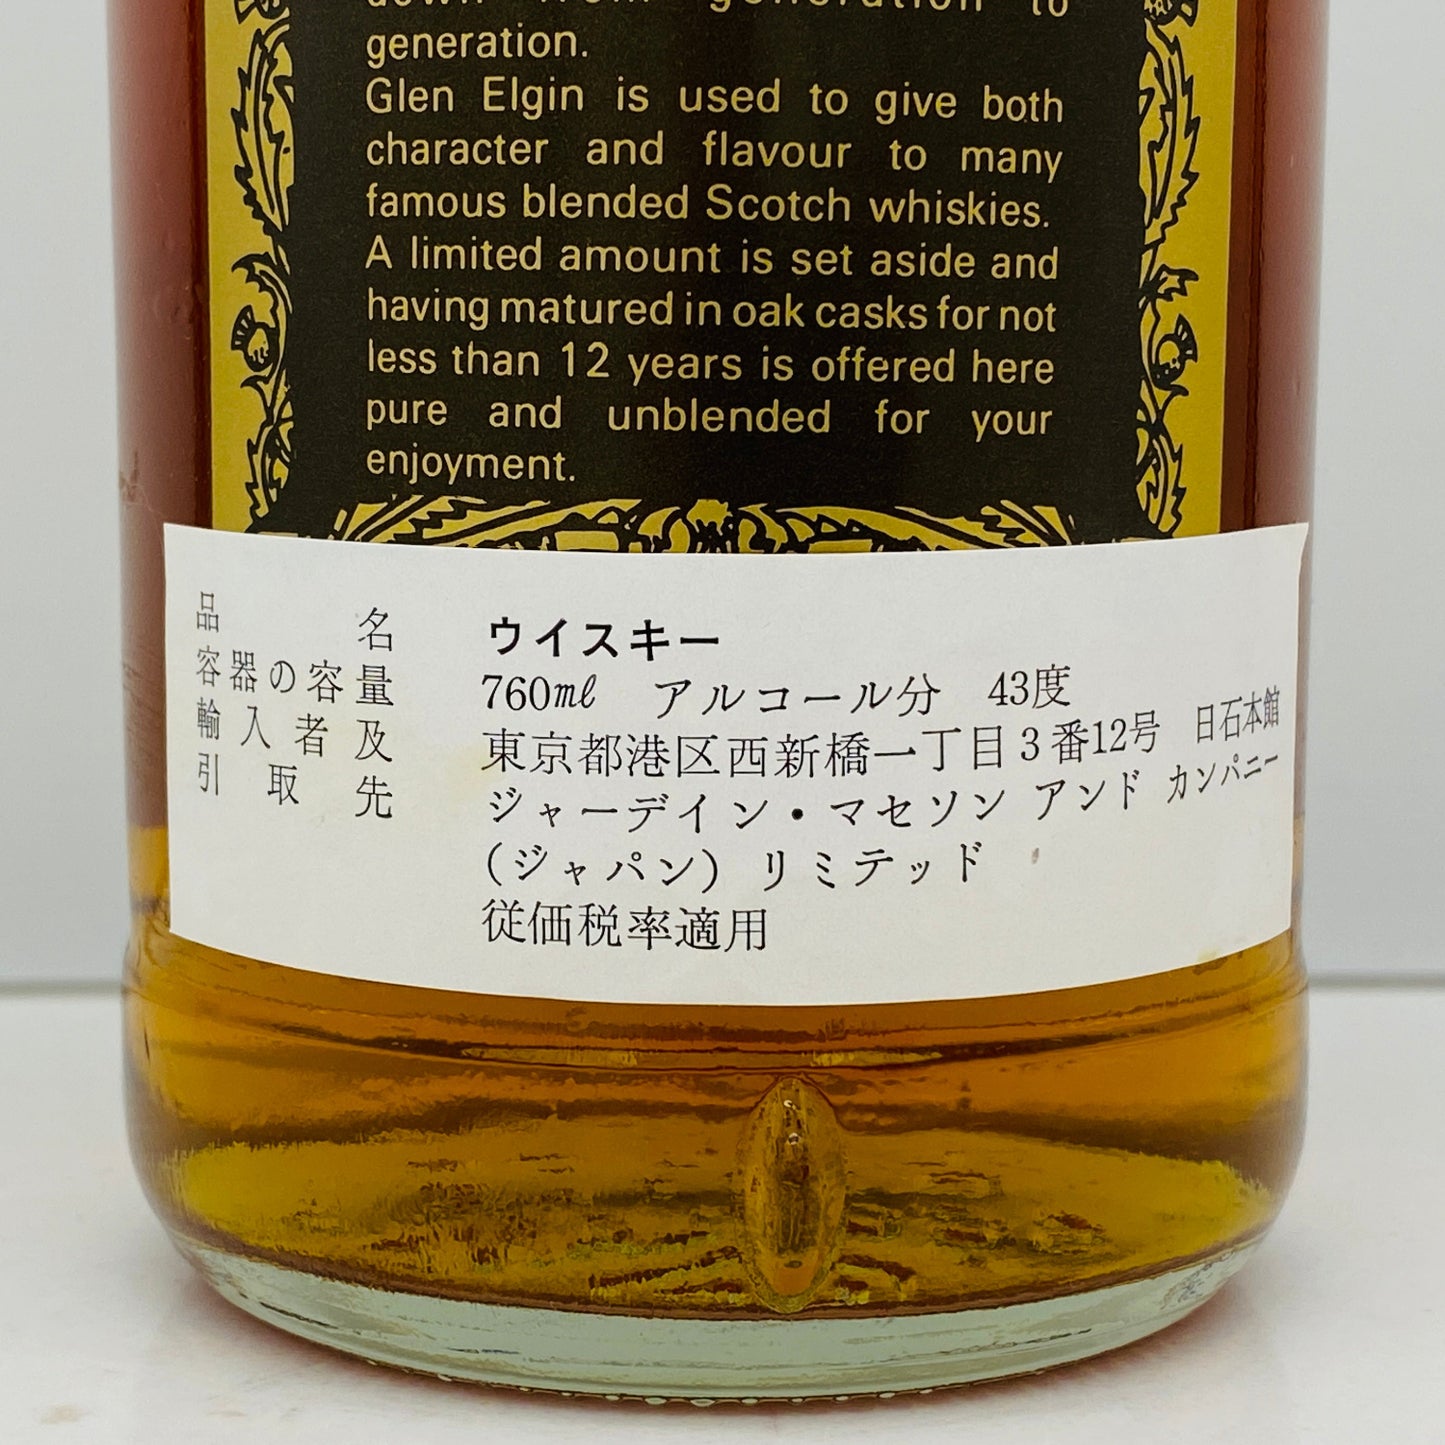 down from generation to
generation.
Glen Elgin is used to give both
character and flavour to many
famous blended Scotch whiskies.
A limited amount is set aside and
having matured in oak casks for not
less than 12 years is offered here
pure and unblended for your
enjoyment.
品名 ウイスキー
容器の容量 760㎖ アルコール分 43度
輸入者及 東京都港区西新橋一丁目3番12号 日石本館
引取先 ジャーデイン・マセソン アンド カンパニー
(ジャパン) リミテッド
従価税率適用